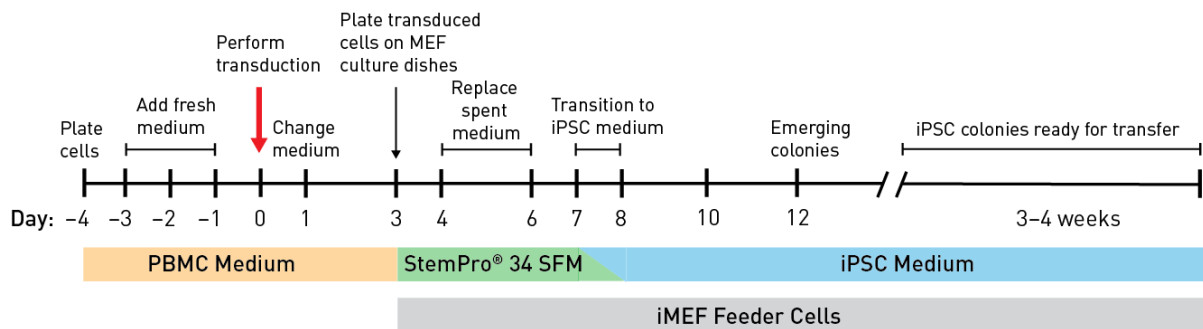 Plate
cells
Add fresh
medium
Perform
transduction
Change
medium
Plate transduced
cells on MEF
culture dishes
Replace
spent
medium
Transition to
iPSC medium
Emerging
colonies
iPSC colonies ready for transfer
Day: –4 –3 –2 –1 0 1 3 4 6 7 8 10 12 3–4 weeks
PBMC Medium StemPro® 34 SFM iPSC Medium
iMEF Feeder Cells